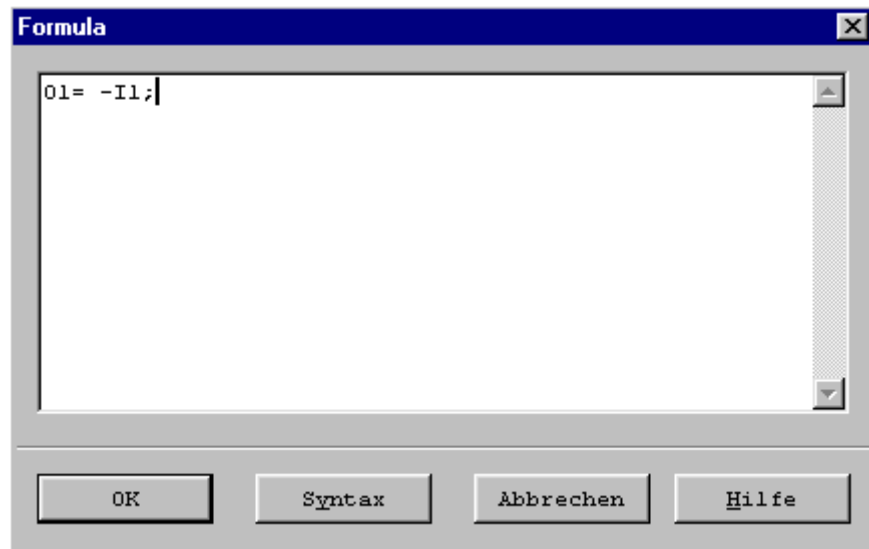 Formula
O1= -I1;
OK
Syntax
Abbrechen
Hilfe